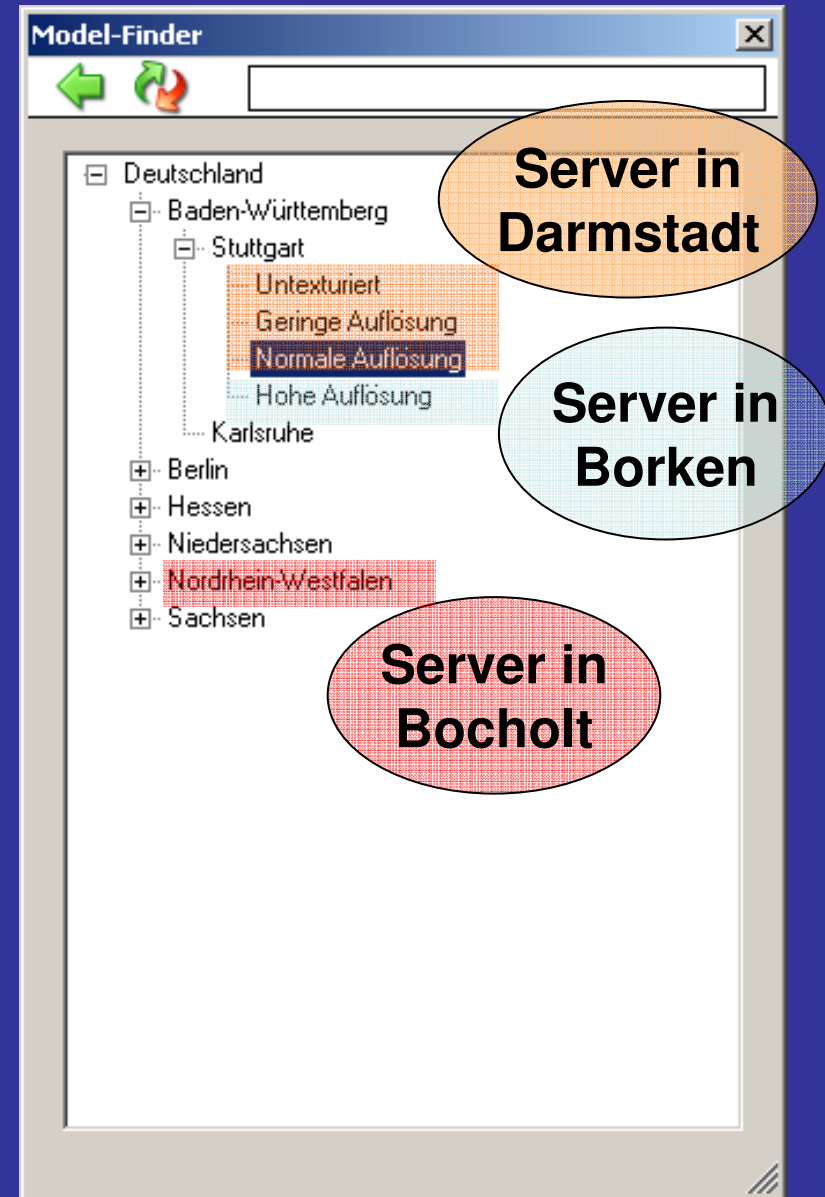 Model-Finder
Server in
Darmstadt
Deutschland
Baden-Württemberg
Stuttgart
Untexturiert
Geringe Auflösung
Normale Auflösung
Hohe Auflösung
Karlsruhe
Server in
Borken
Berlin
Hessen
Niedersachsen
Nordrhein-Westfalen
Sachsen
Server in
Bocholt